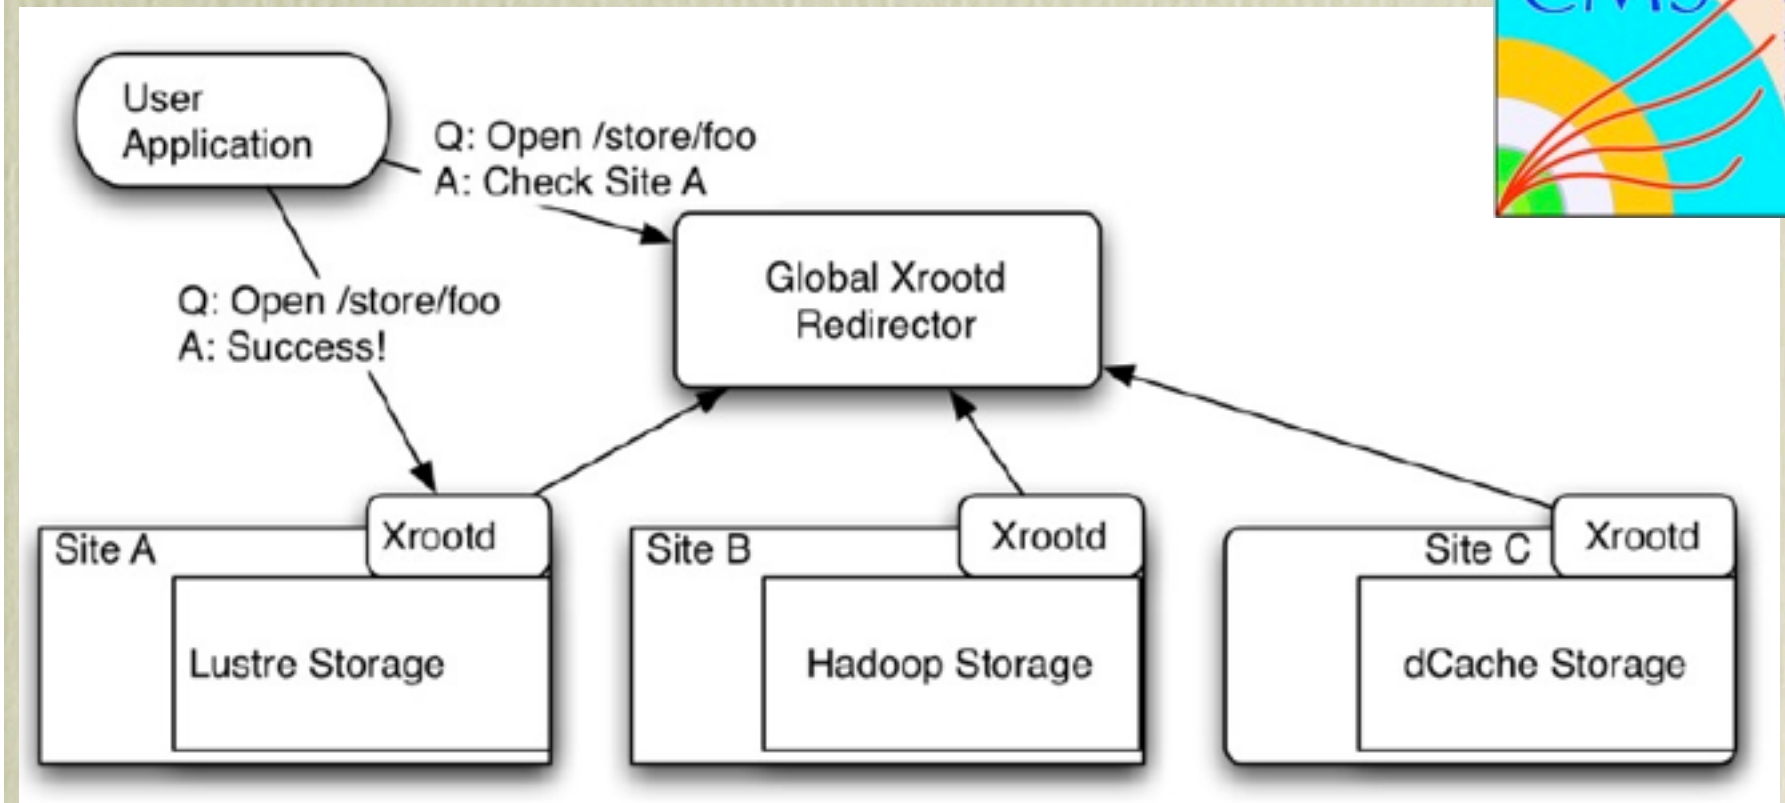 CMS
User
Application
Q: Open /store/foo
A: Check Site A
Global Xrootd
Redirector
Q: Open /store/foo
A: Success!
Site A
Xrootd
Lustre Storage
Site B
Xrootd
Hadoop Storage
Site C
Xrootd
dCache Storage